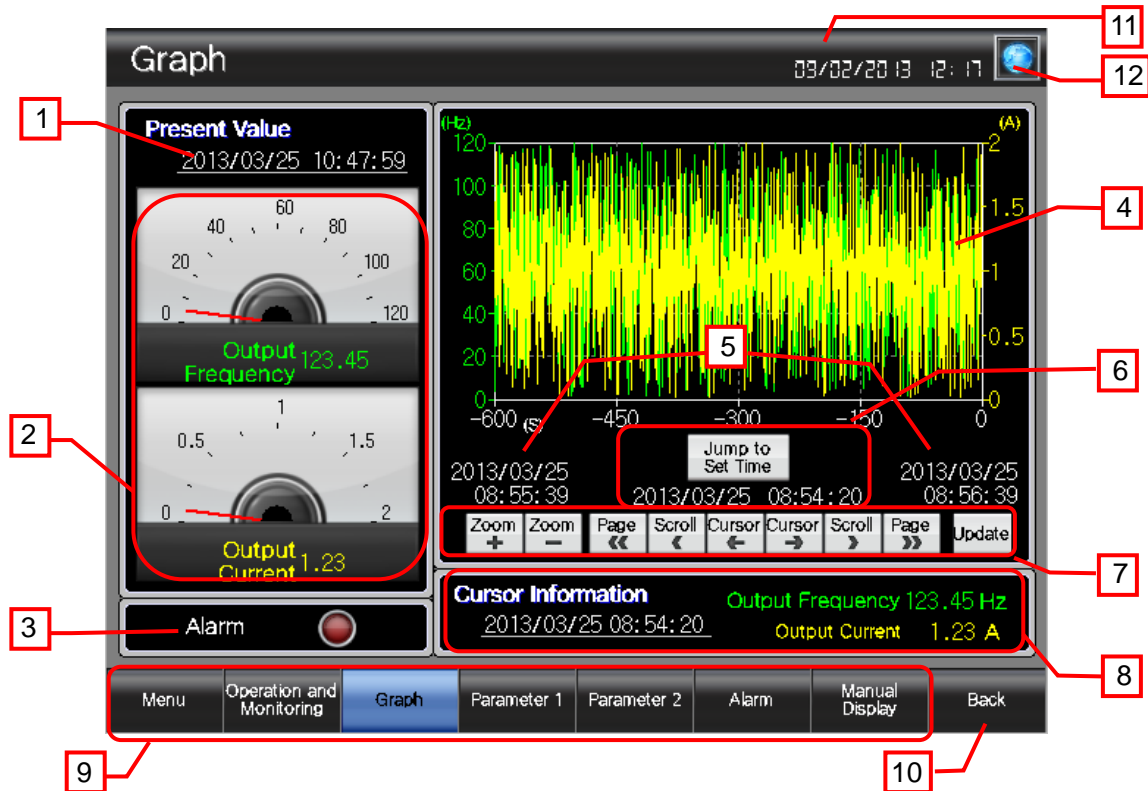 11
Graph
03/02/2013 12:17
12
1
Present Value
2013/03/25 10:47:59
0 20 40 60 80 100 120
Output
Frequency 123.45
2
0 0.5 1 1.5 2
Output
Current 1.23
3
Alarm
(Hz) (A)
120 2
100
1.5
80
4
60 1
40
0.5
20
5
6
0 0
-600 (S) -450 -300 -150 0
Jump to
Set Time
2013/03/25
08:55:39
2013/03/25 08:54:20
2013/03/25
08:56:39
Zoom + Zoom - Page Scroll Cursor Cursor Scroll Page Update
7
Cursor Information
2013/03/25 08:54:20
Output Frequency 123.45 Hz
Output Current 1.23 A
8
Menu
Operation and
Monitoring
Graph
Parameter 1
Parameter 2
Alarm
Manual
Display
Back
9
10